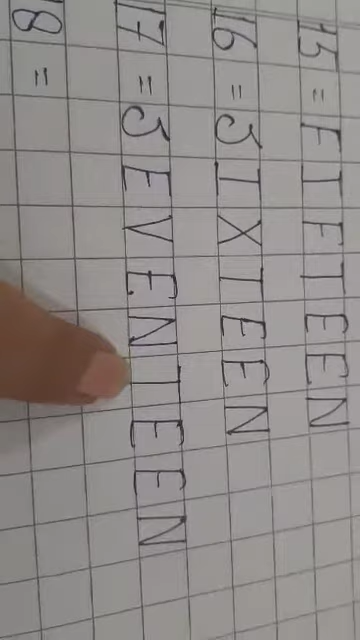 15 = FIFTEEN
16 = SIXTEEN
17 = SEVENTEEN
18 =